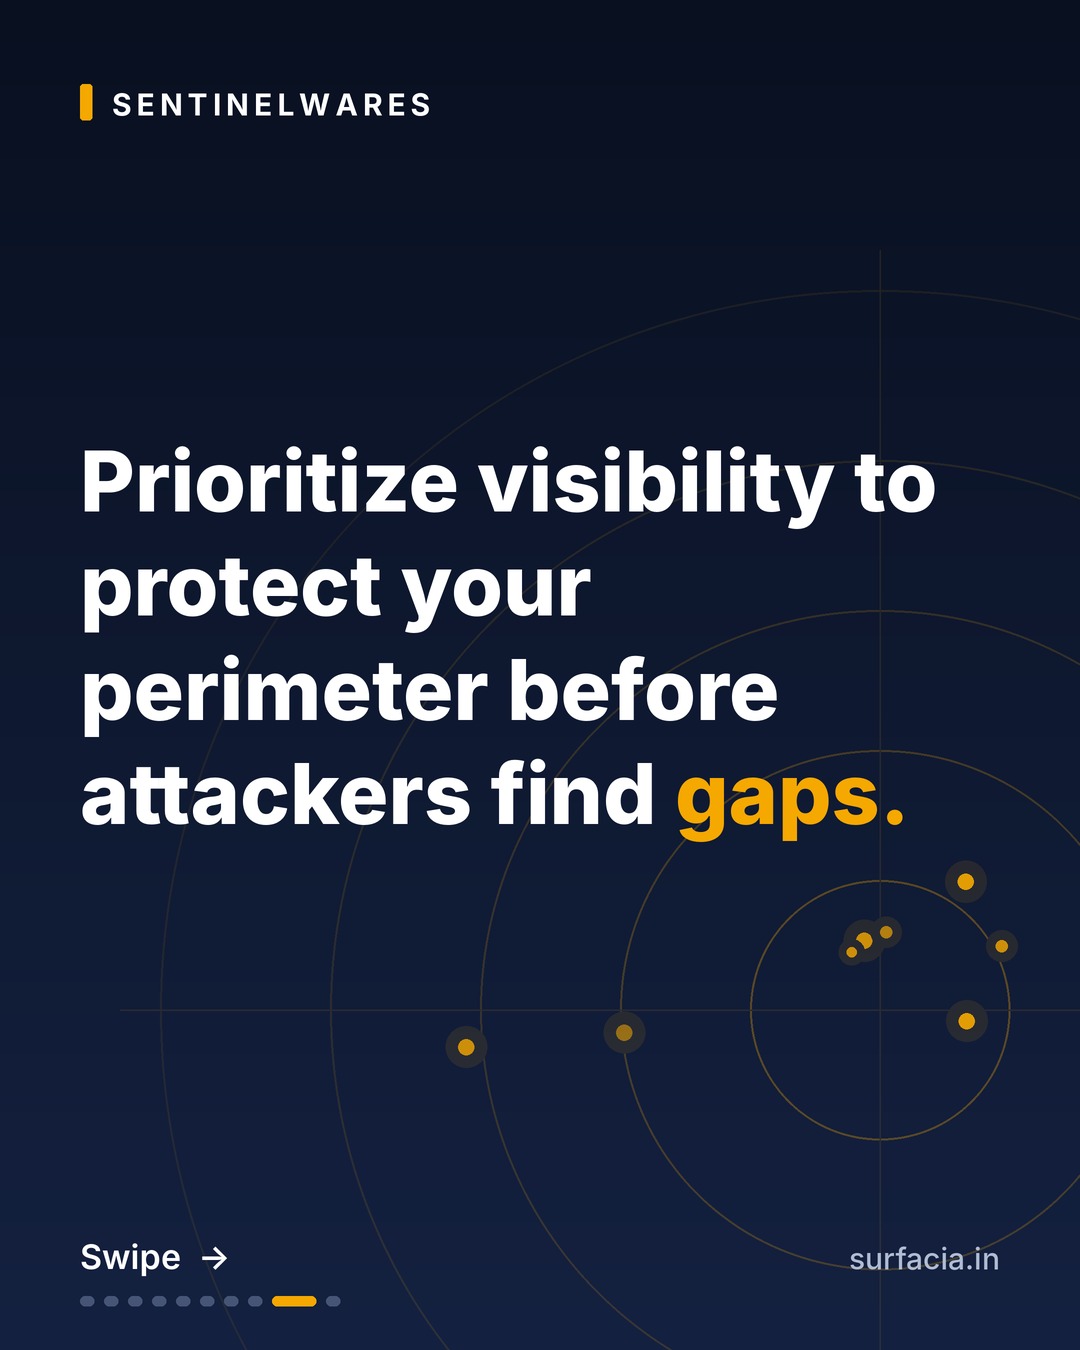 SENTINELWARES
Prioritize visibility to
protect your
perimeter before
attackers find gaps.
Swipe →
surfacia.in